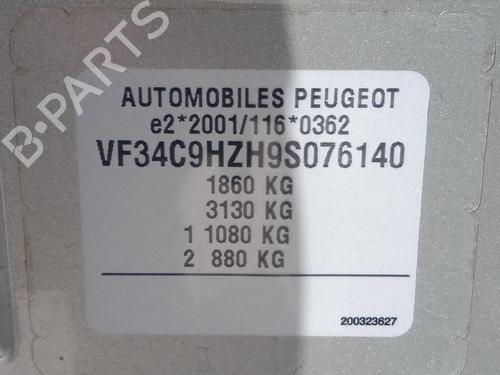 B-PARTS
AUTOMOBILES PEUGEOT
e2*2001/116*0362
VF34C9HZH9S076140
1860 KG
3130 KG
1 1080 KG
2 880 KG
200323627